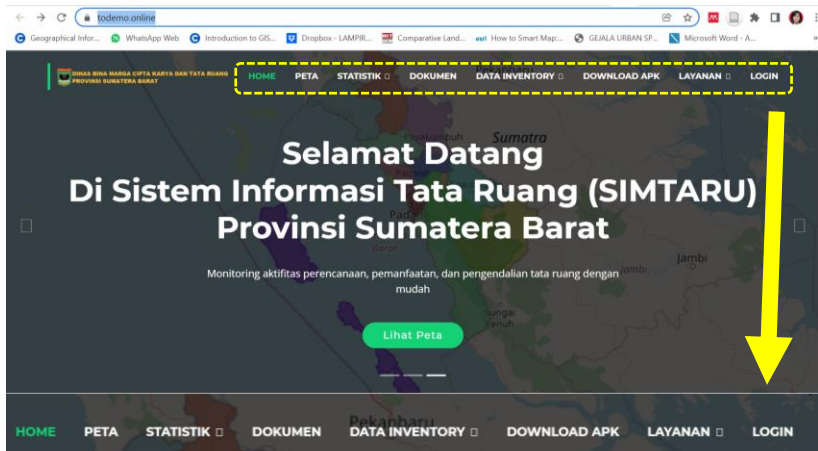 todemo.online
Geographical Infor... WhatsApp Web Introduction to GIS... Dropbox - LAMPIR... Comparative Land... esri How to Smart Map:... GEJALA URBAN SP... Microsoft Word - A... »
DINAS BINA MARGA CIPTA KARYA DAN TATA RUANG
PROVINSI SUMATERA BARAT
HOME PETA STATISTIK DOKUMEN DATA INVENTORY DOWNLOAD APK LAYANAN LOGIN
Sumatra
Selamat Datang
Di Sistem Informasi Tata Ruang (SIMTARU)
Provinsi Sumatera Barat
Jambi
Monitoring aktifitas perencanaan, pemanfaatan, dan pengendalian tata ruang dengan
mudah
Lihat Peta
Pekanbaru
HOME PETA STATISTIK DOKUMEN DATA INVENTORY DOWNLOAD APK LAYANAN LOGIN